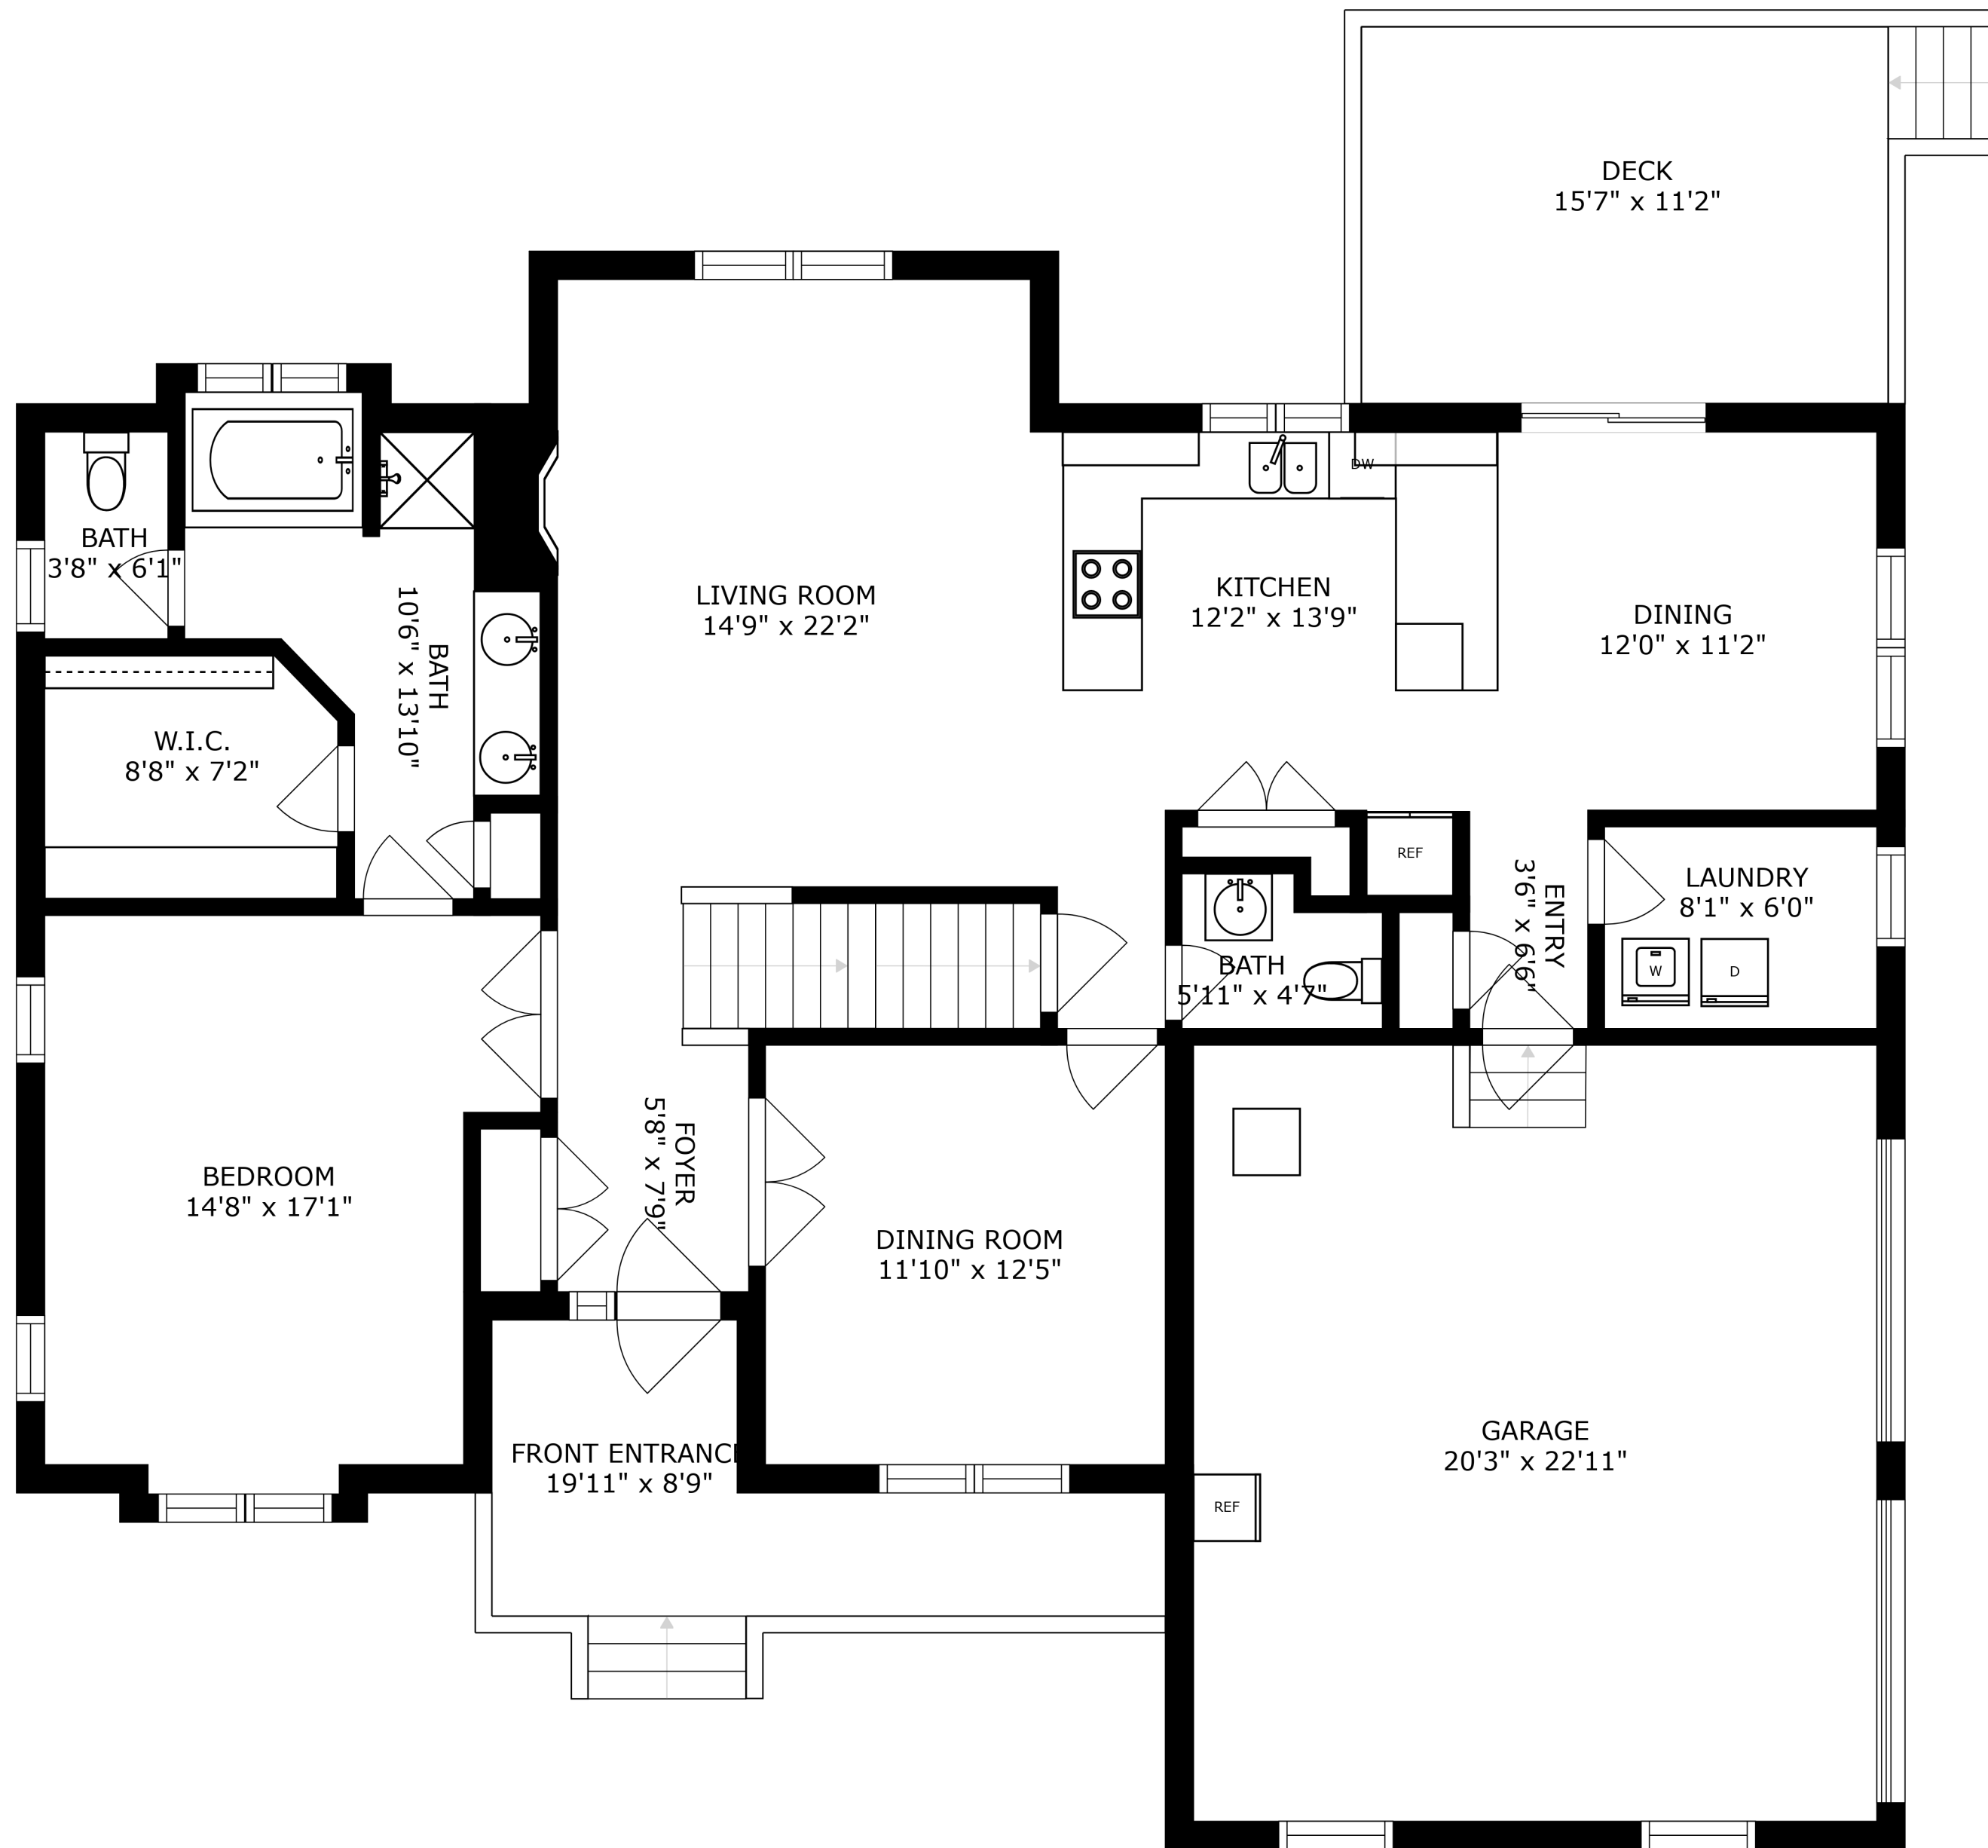 DECK
15'7" x 11'2"
DW
BATH
3'8" x 6'1"
LIVING ROOM
14'9" x 22'2"
KITCHEN
12'2" x 13'9"
DINING
12'0" x 11'2"
BATH
10'6" x 13'10"
W.I.C.
8'8" x 7'2"
REF
LAUNDRY
8'1" x 6'0"
ENTRY
3'6" x 6'6"
BATH
5'11" x 4'7"
W
D
BEDROOM
14'8" x 17'1"
FOYER
5'8" x 7'9"
DINING ROOM
11'10" x 12'5"
GARAGE
20'3" x 22'11"
FRONT ENTRANCE
19'11" x 8'9"
REF